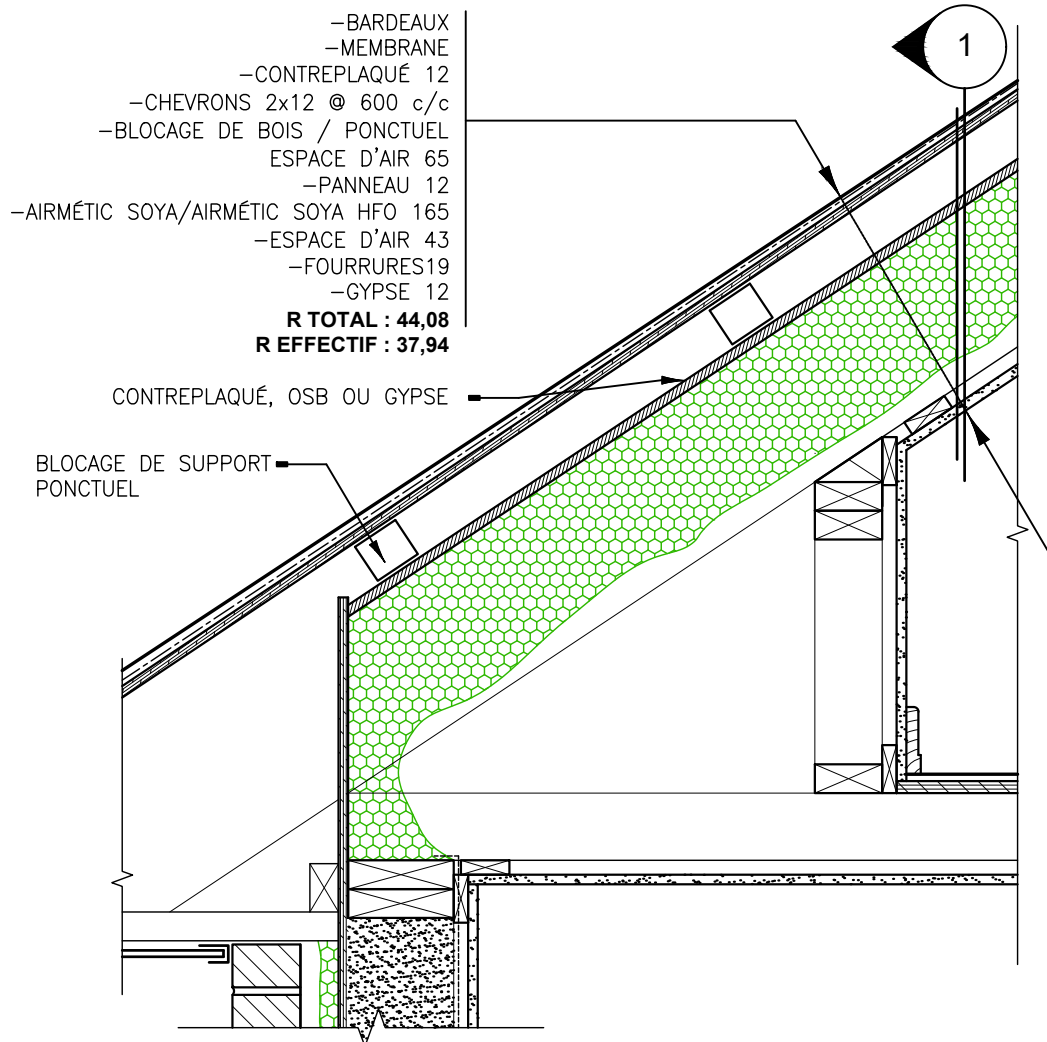 -BARDEAUX
-MEMBRANE
-CONTREPLAQUÉ 12
-CHEVRONS 2x12 @ 600 c/c
-BLOCAGE DE BOIS / PONCTUEL
ESPACE D'AIR 65
-PANNEAU 12
-AIRMÉTIC SOYA/AIRMÉTIC SOYA HFO 165
-ESPACE D'AIR 43
-FOURRURES19
-GYPSE 12
R TOTAL : 44,08
R EFFECTIF : 37,94
1
CONTREPLAQUÉ, OSB OU GYPSE
BLOCAGE DE SUPPORT
PONCTUEL